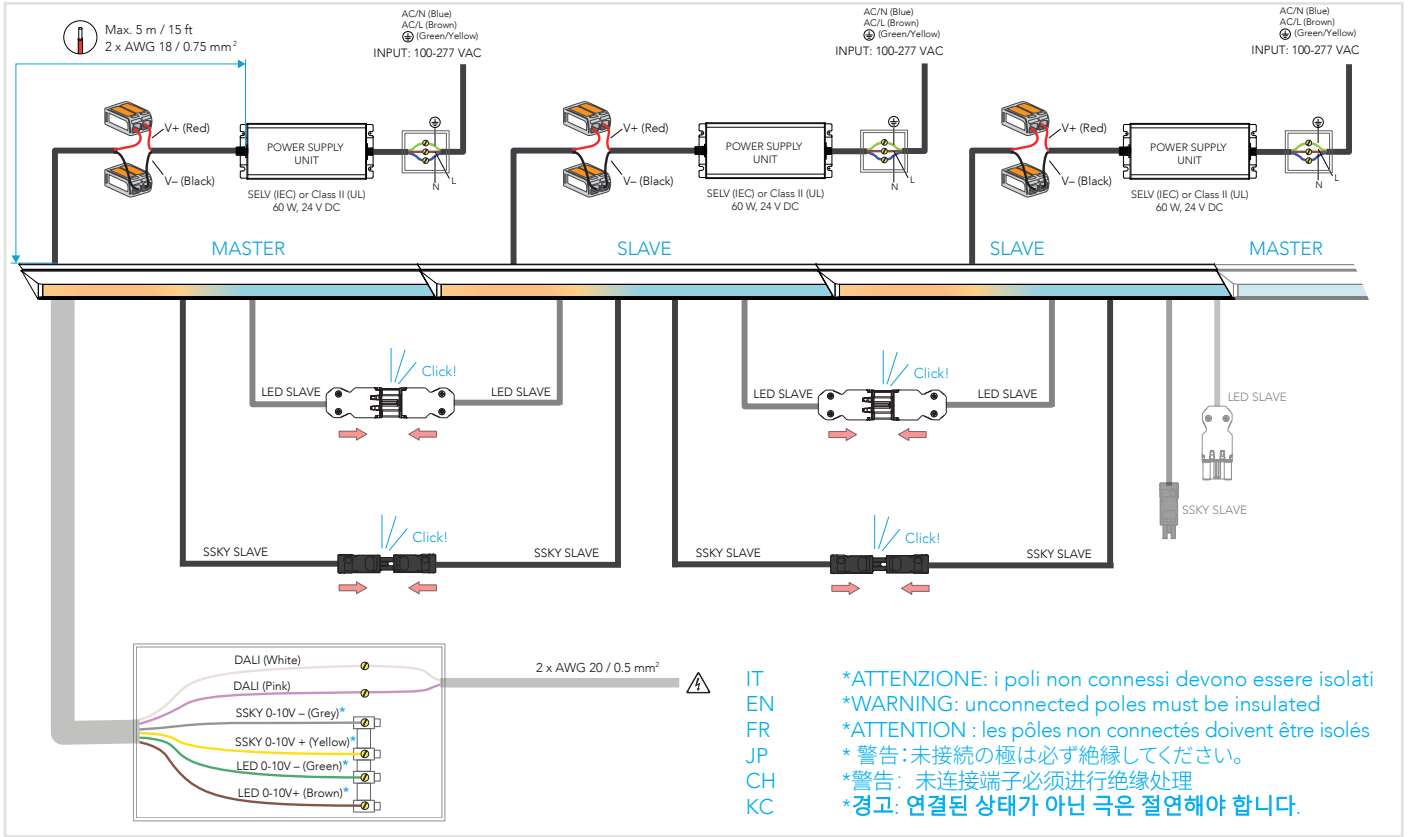 Max. 5 m / 15 ft
2 x AWG 18 / 0.75 mm²
AC/N (Blue)
AC/L (Brown)
(Green/Yellow)
INPUT: 100-277 VAC
AC/N (Blue)
AC/L (Brown)
(Green/Yellow)
INPUT: 100-277 VAC
AC/N (Blue)
AC/L (Brown)
(Green/Yellow)
INPUT: 100-277 VAC
V+ (Red)
V– (Black)
POWER SUPPLY
UNIT
SELV (IEC) or Class II (UL)
60 W, 24 V DC
L
N
V+ (Red)
V– (Black)
POWER SUPPLY
UNIT
SELV (IEC) or Class II (UL)
60 W, 24 V DC
L
N
V+ (Red)
V– (Black)
POWER SUPPLY
UNIT
SELV (IEC) or Class II (UL)
60 W, 24 V DC
L
N
MASTER
SLAVE
SLAVE
MASTER
Click!
LED SLAVE
LED SLAVE
Click!
LED SLAVE
LED SLAVE
LED SLAVE
SSKY SLAVE
Click!
SSKY SLAVE
SSKY SLAVE
Click!
SSKY SLAVE
SSKY SLAVE
DALI (White)
DALI (Pink)
SSKY 0-10V – (Grey)*
SSKY 0-10V + (Yellow)*
LED 0-10V – (Green)*
LED 0-10V+ (Brown)*
2 x AWG 20 / 0.5 mm²
IT *ATTENZIONE: i poli non connessi devono essere isolati
EN *WARNING: unconnected poles must be insulated
FR *ATTENTION : les pôles non connectés doivent être isolés
JP * 警告：未接続の極は必ず絶縁してください。
CH *警告： 未连接端子必须进行绝缘处理
KC *경고: 연결된 상태가 아닌 극은 절연해야 합니다.